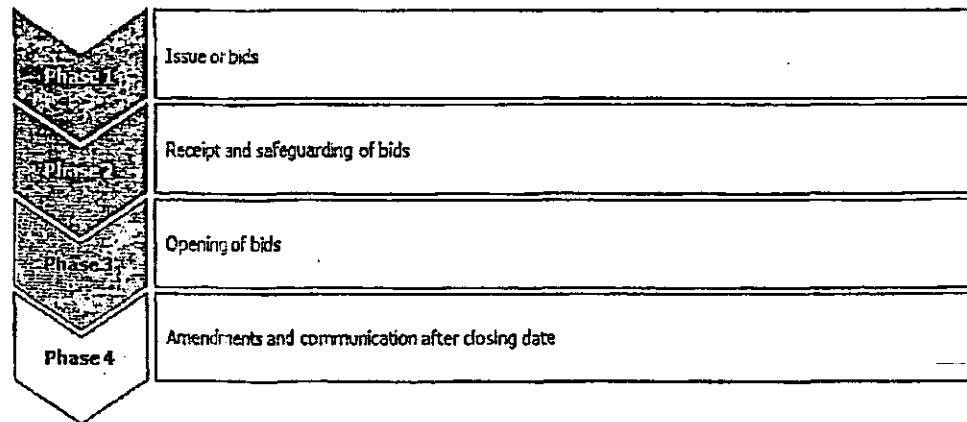 Phase 1
Issue or bids
Phase 2
Receipt and safeguarding of bids
Phase 3
Opening of bids
Phase 4
Amendments and communication after closing date